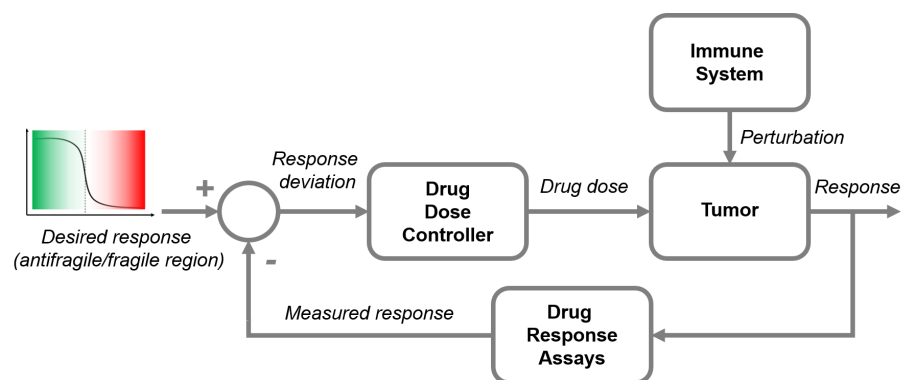 Immune
System
Perturbation
Response
deviation
+
Drug
Dose
Controller
Drug dose
Tumor
Response
Desired response
(antifragile/fragile region)
-
Measured response
Drug
Response
Assays